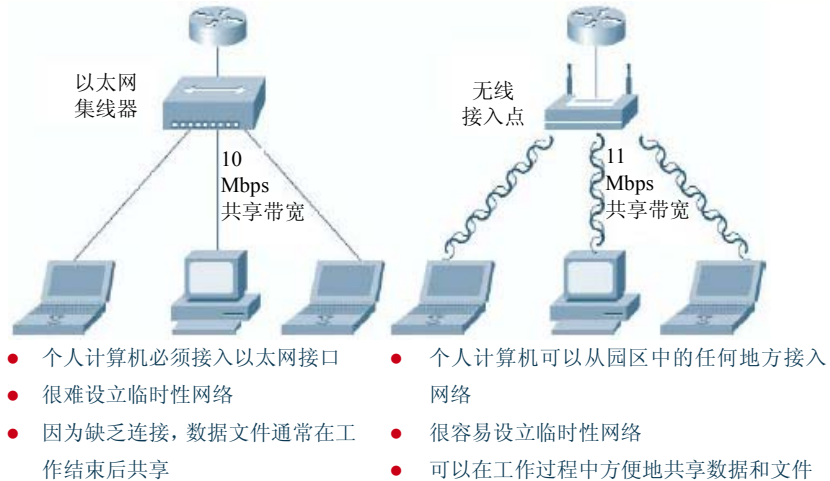 以太网
集线器
10
Mbps
共享带宽
无线
接入点
11
Mbps
共享带宽
● 个人计算机必须接入以太网接口
● 很难设立临时性网络
● 因为缺乏连接，数据文件通常在工
作结束后共享
● 个人计算机可以从园区中的任何地方接入
网络
● 很容易设立临时性网络
● 可以在工作过程中方便地共享数据和文件